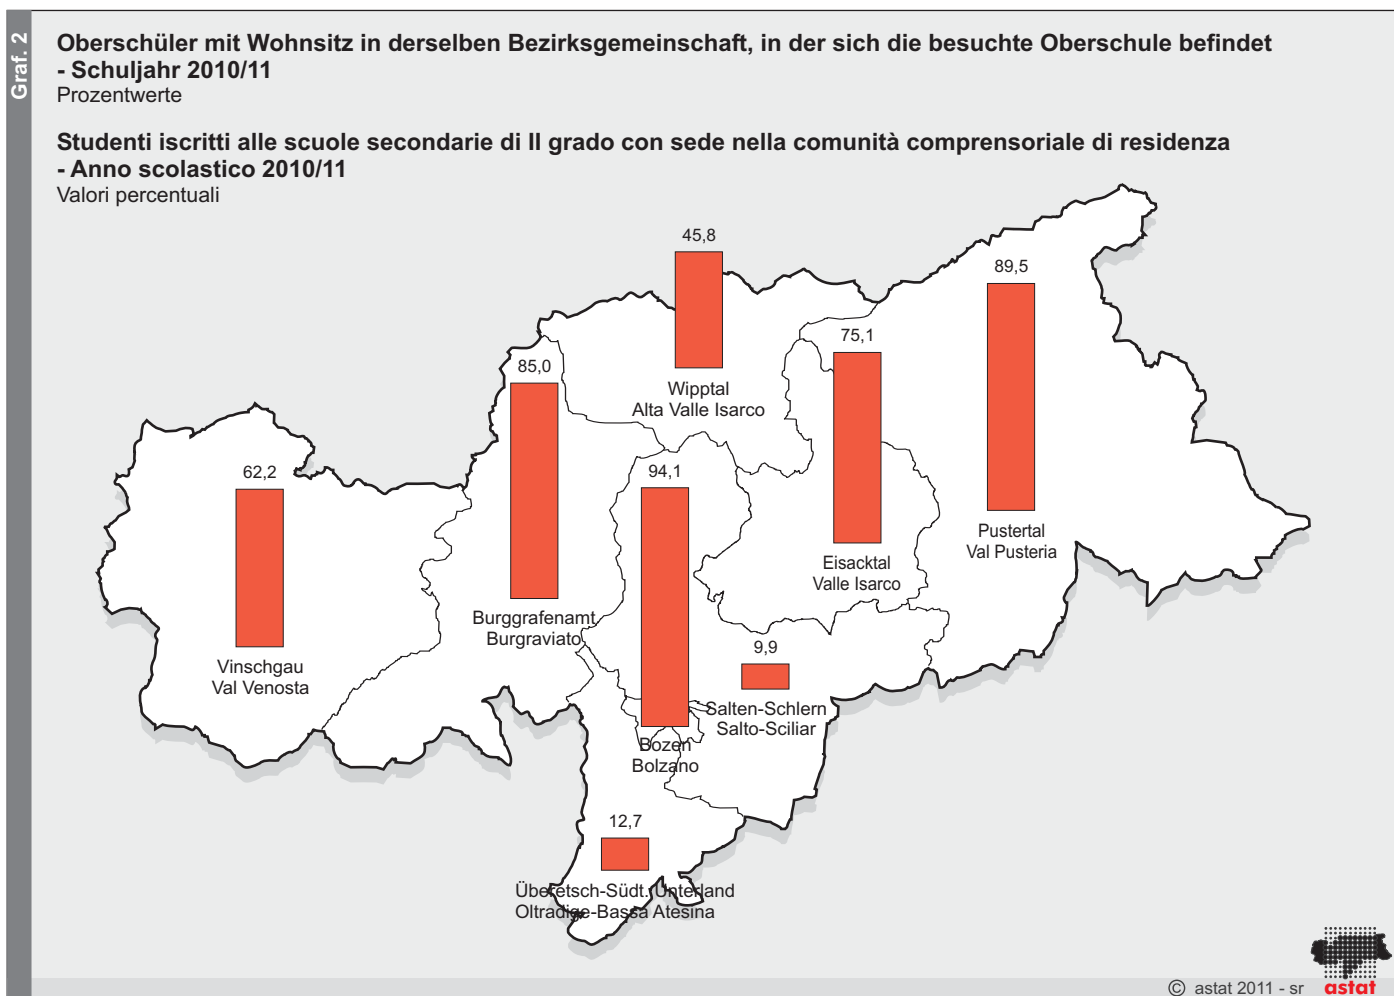 Graf. 2
Oberschüler mit Wohnsitz in derselben Bezirksgemeinschaft, in der sich die besuchte Oberschule befindet
- Schuljahr 2010/11
Prozentwerte
Studenti iscritti alle scuole secondarie di II grado con sede nella comunità comprensoriale di residenza
- Anno scolastico 2010/11
Valori percentuali
45,8
Wipptal
Alta Valle Isarco
89,5
Pustertal
Val Pusteria
75,1
Eisacktal
Valle Isarco
85,0
Burggrafenamt
Burgraviato
62,2
Vinschgau
Val Venosta
94,1
Bozen
Bolzano
9,9
Salten-Schlern
Salto-Sciliar
12,7
Überetsch-Südt. Unterland
Oltradige-Bassa Atesina
© astat 2011 - sr
astat